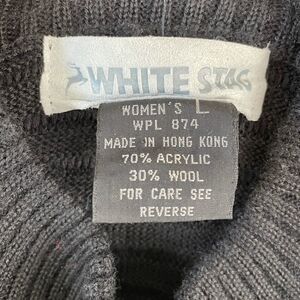 WHITE STAG
WOMEN'S L
WPL 874
MADE IN HONG KONG
70% ACRYLIC
30% WOOL
FOR CARE SEE
REVERSE